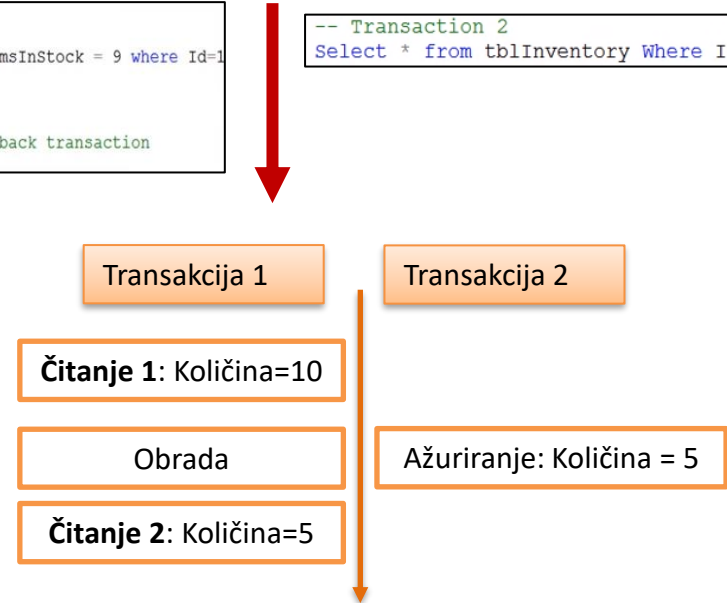 msInStock = 9 where Id=1
back transaction
-- Transaction 2
Select * from tblInventory Where I
Transakcija 1
Transakcija 2
Čitanje 1: Količina=10
Obrada
Ažuriranje: Količina = 5
Čitanje 2: Količina=5